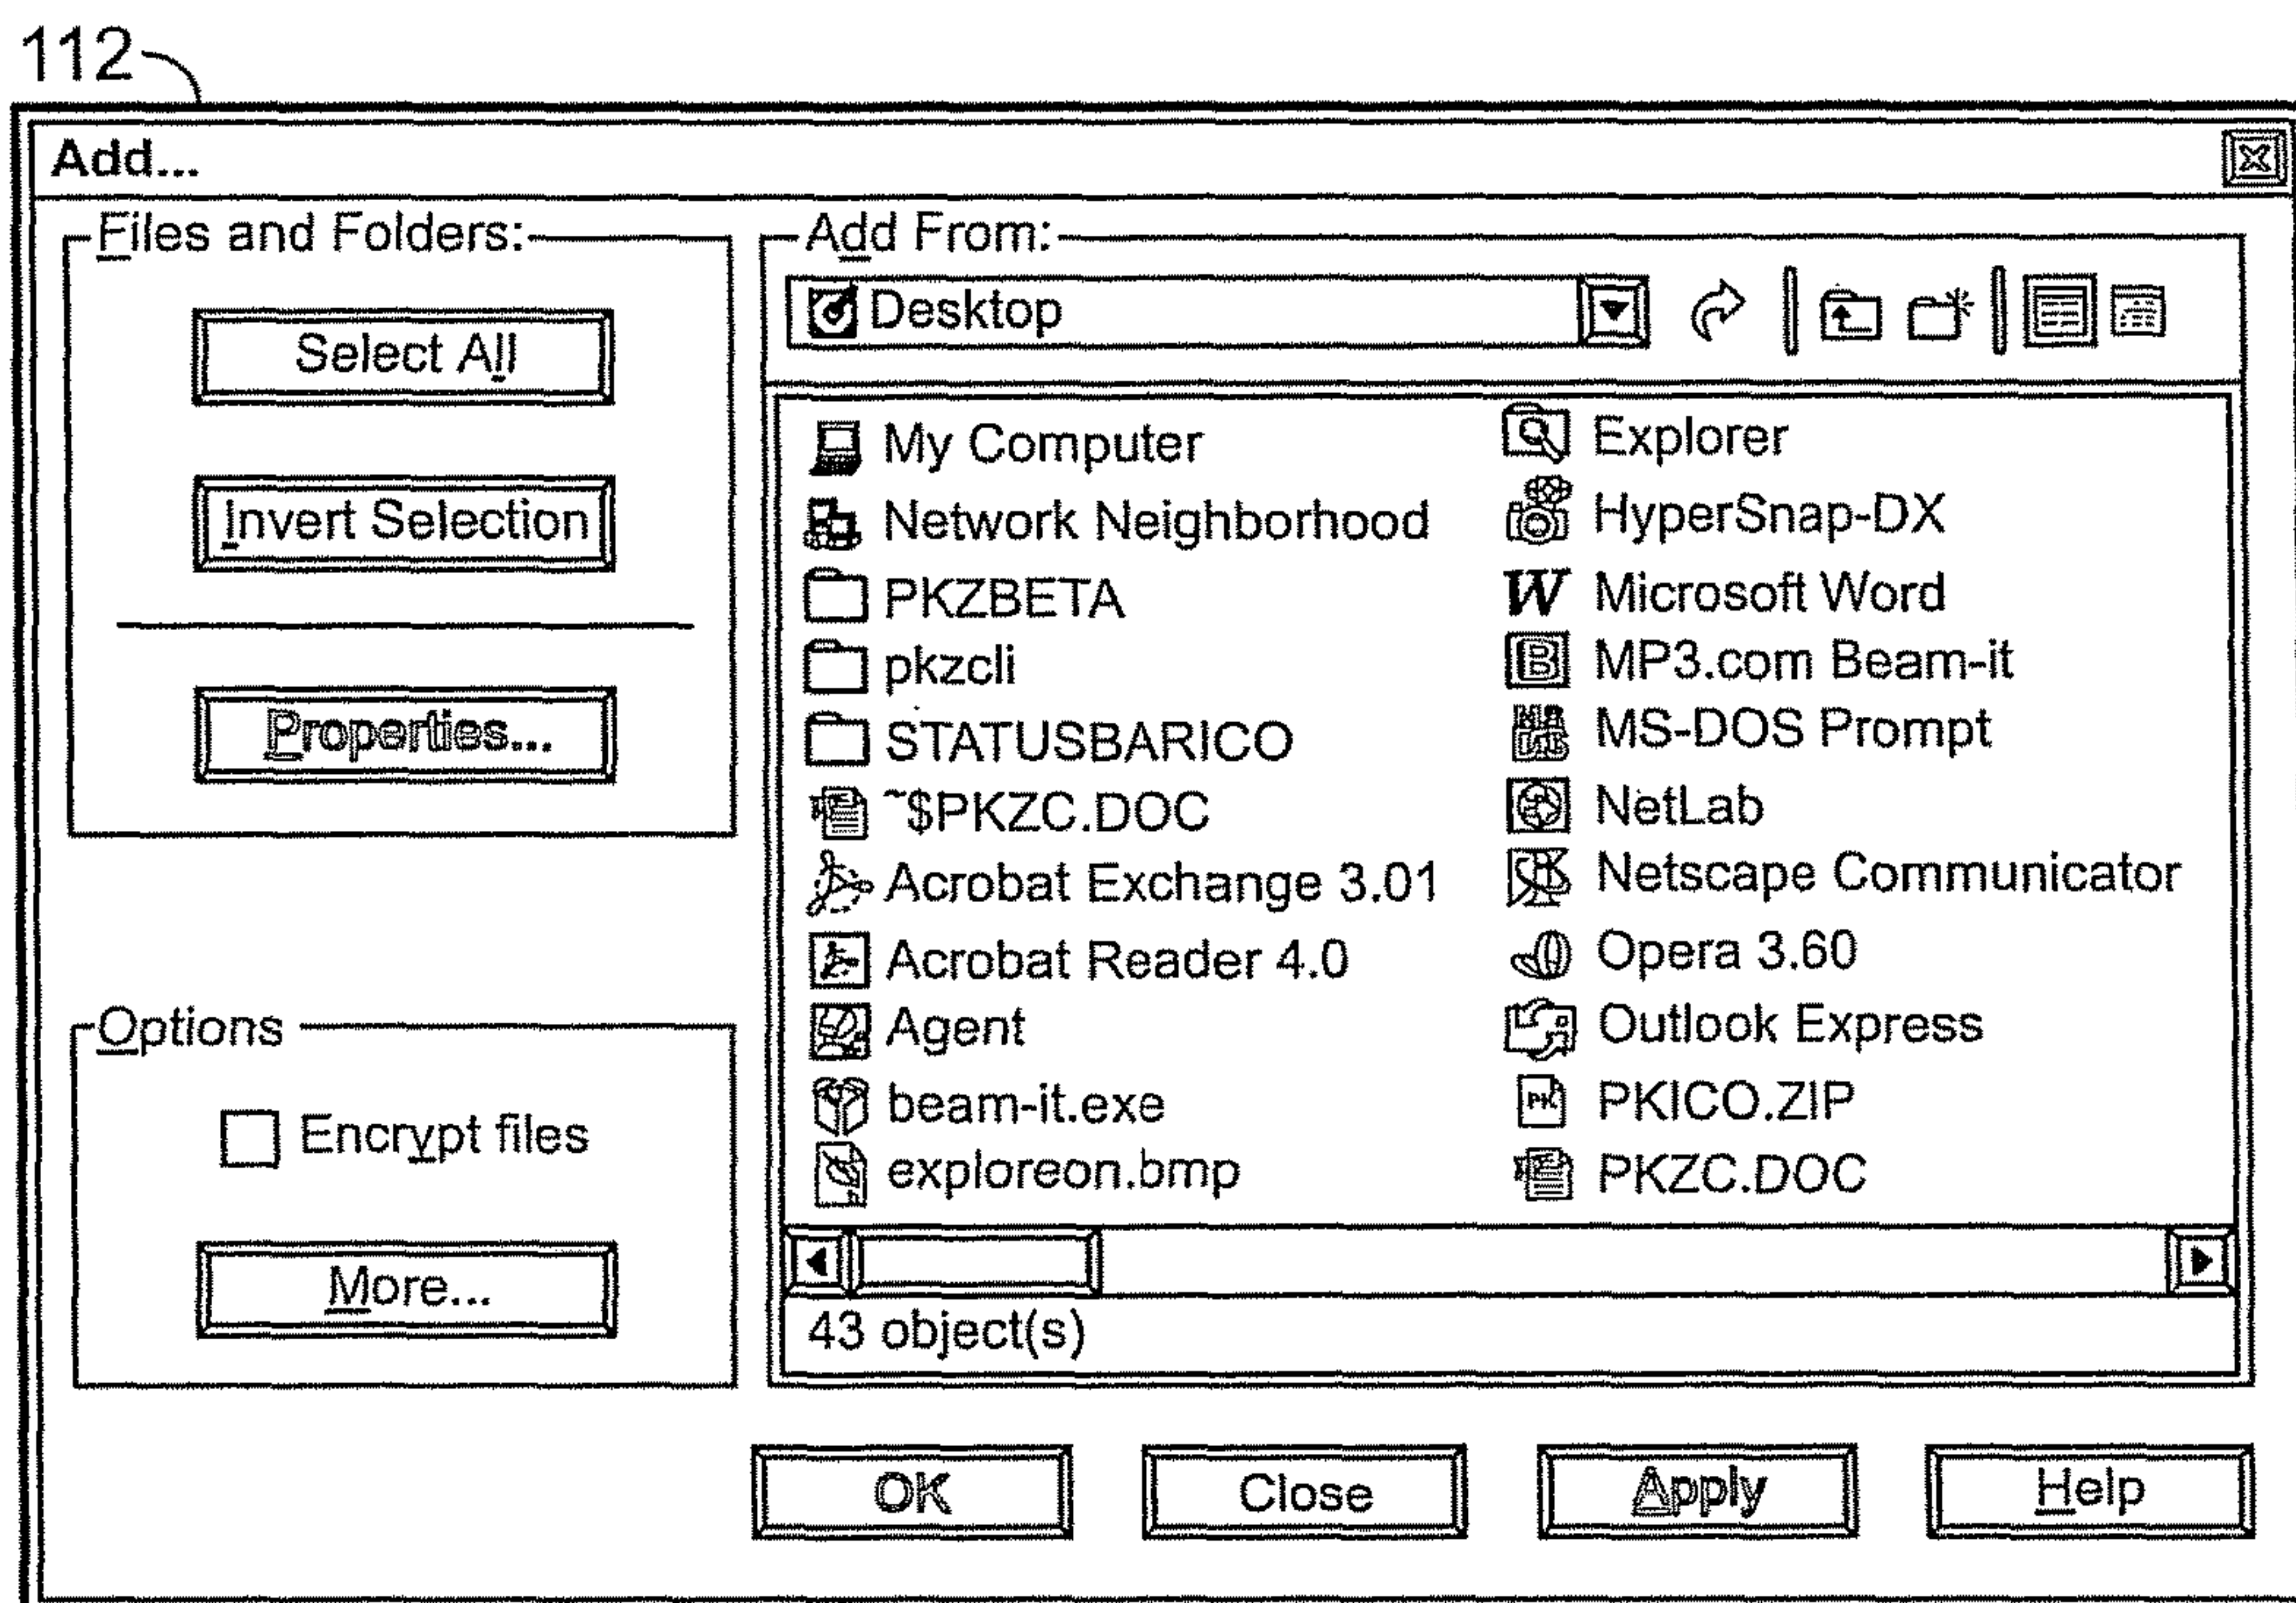 112
Add...
Files and Folders:
Select All
Invert Selection
Properties...
Options
Encrypt files
More...
Add From:
Desktop
My Computer
Network Neighborhood
PKZBETA
pkzcli
STATUSBARICO
~$PKZC.DOC
Acrobat Exchange 3.01
Acrobat Reader 4.0
Agent
beam-it.exe
exploreon.bmp
Explorer
HyperSnap-DX
Microsoft Word
MP3.com Beam-it
MS-DOS Prompt
NetLab
Netscape Communicator
Opera 3.60
Outlook Express
PKICO.ZIP
PKZC.DOC
43 object(s)
OK
Close
Apply
Help